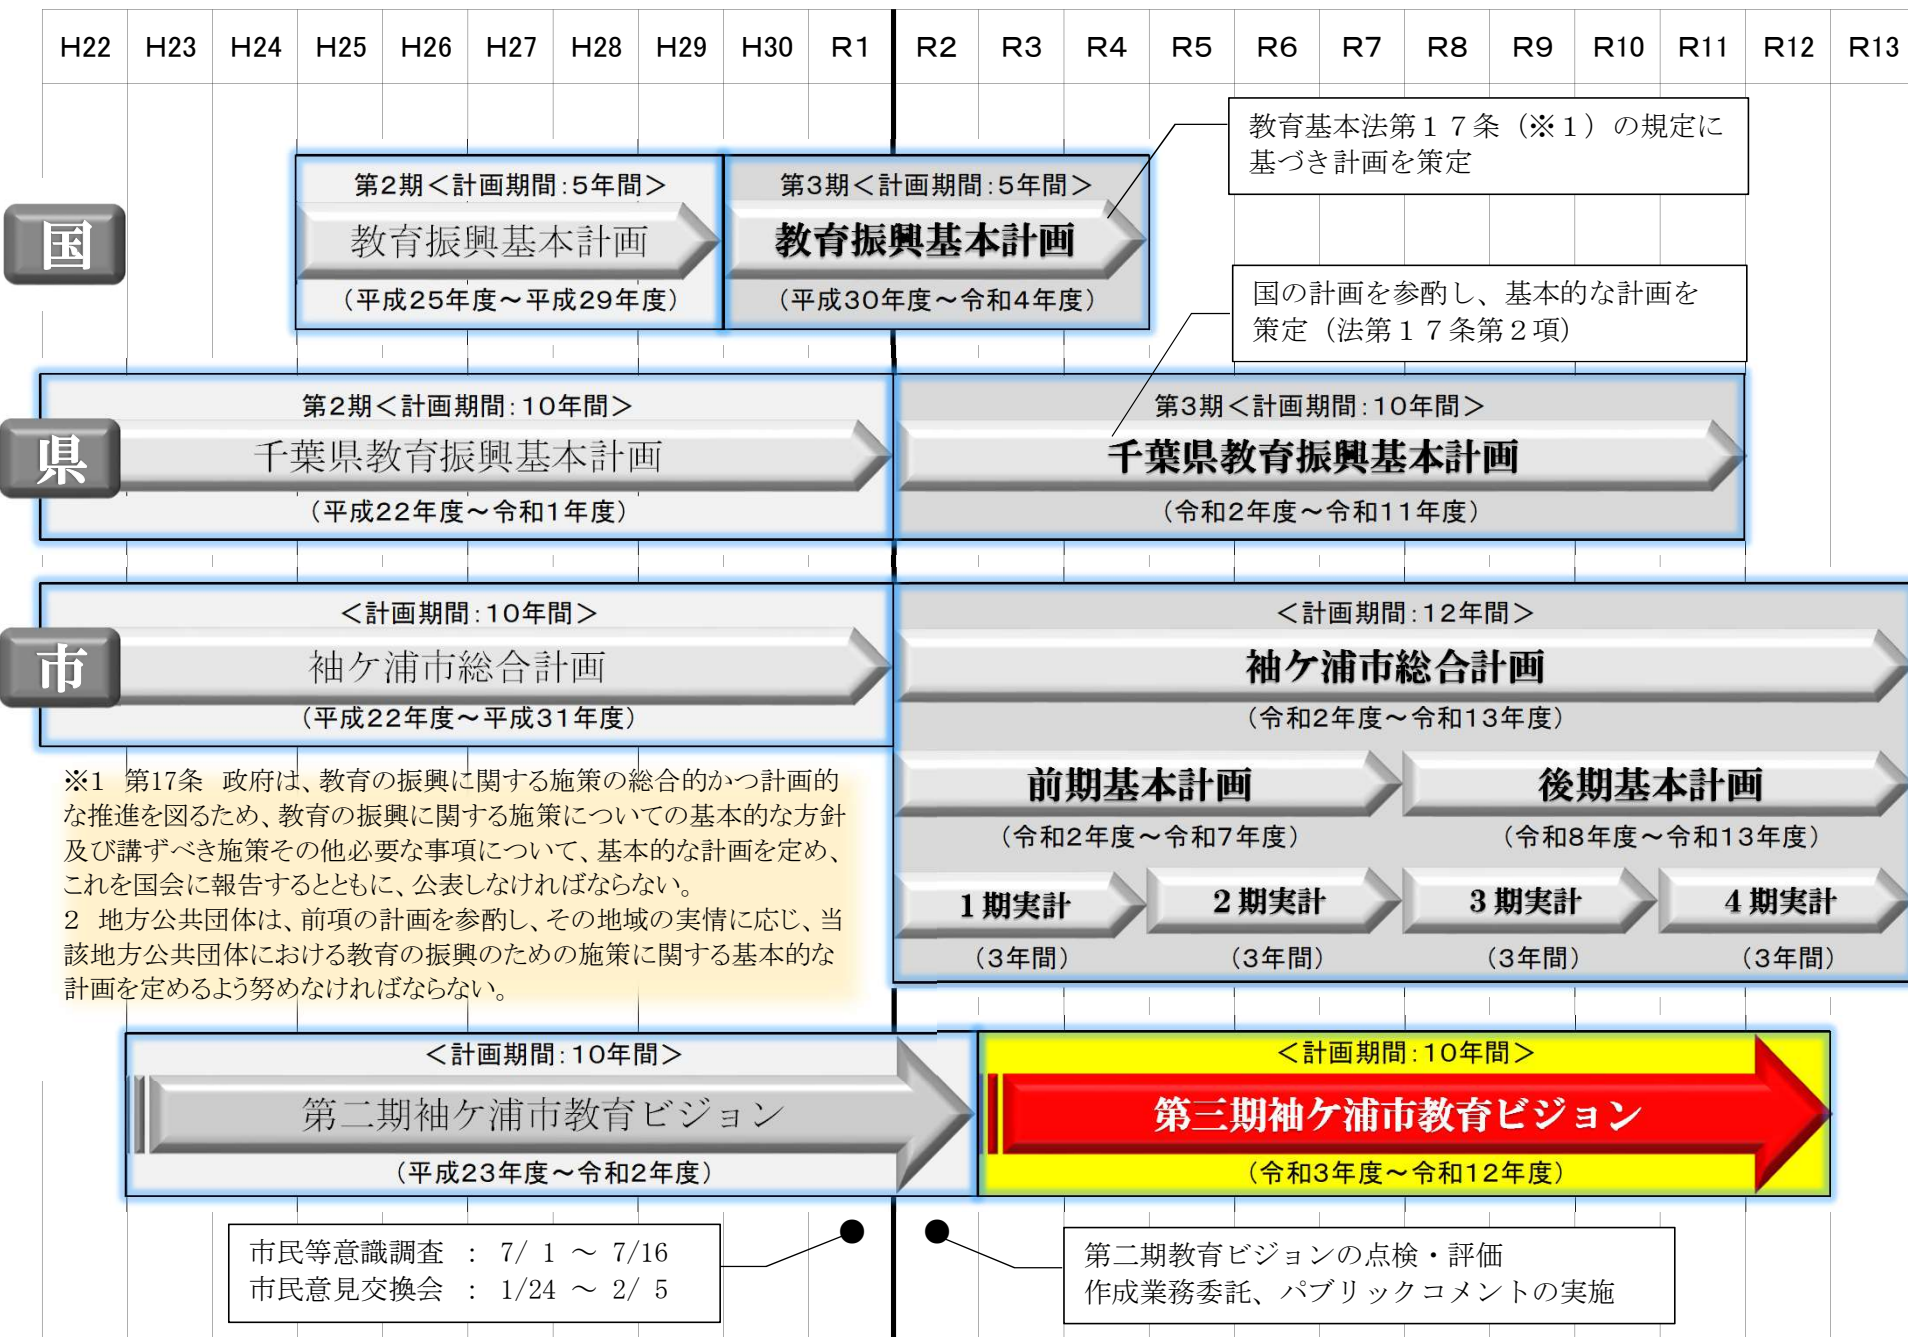 H22 H23 H24 H25 H26 H27 H28 H29 H30 R1 R2 R3 R4 R5 R6 R7 R8 R9 R10 R11 R12 R13
教育基本法第１７条（※１）の規定に
基づき計画を策定
国
第2期＜計画期間：5年間＞
教育振興基本計画
（平成25年度～平成29年度）
第3期＜計画期間：5年間＞
教育振興基本計画
（平成30年度～令和4年度）
国の計画を参酌し、基本的な計画を
策定（法第１７条第２項）
県
第2期＜計画期間：10年間＞
千葉県教育振興基本計画
（平成22年度～令和1年度）
第3期＜計画期間：10年間＞
千葉県教育振興基本計画
（令和2年度～令和11年度）
市
＜計画期間：10年間＞
袖ケ浦市総合計画
（平成22年度～平成31年度）
＜計画期間：12年間＞
袖ケ浦市総合計画
（令和2年度～令和13年度）
前期基本計画
（令和2年度～令和7年度）
後期基本計画
（令和8年度～令和13年度）
1期実計
（3年間）
2期実計
（3年間）
3期実計
（3年間）
4期実計
（3年間）
※1　第17条　政府は、教育の振興に関する施策の総合的かつ計画的
な推進を図るため、教育の振興に関する施策についての基本的な方針
及び講ずべき施策その他必要な事項について、基本的な計画を定め、
これを国会に報告するとともに、公表しなければならない。
2　地方公共団体は、前項の計画を参酌し、その地域の実情に応じ、当
該地方公共団体における教育の振興のための施策に関する基本的な
計画を定めるよう努めなければならない。
＜計画期間：10年間＞
第二期袖ケ浦市教育ビジョン
（平成23年度～令和2年度）
＜計画期間：10年間＞
第三期袖ケ浦市教育ビジョン
（令和3年度～令和12年度）
市民等意識調査 ： 7/ 1 ～ 7/16
市民意見交換会 ： 1/24 ～ 2/ 5
第二期教育ビジョンの点検・評価
作成業務委託、パブリックコメントの実施